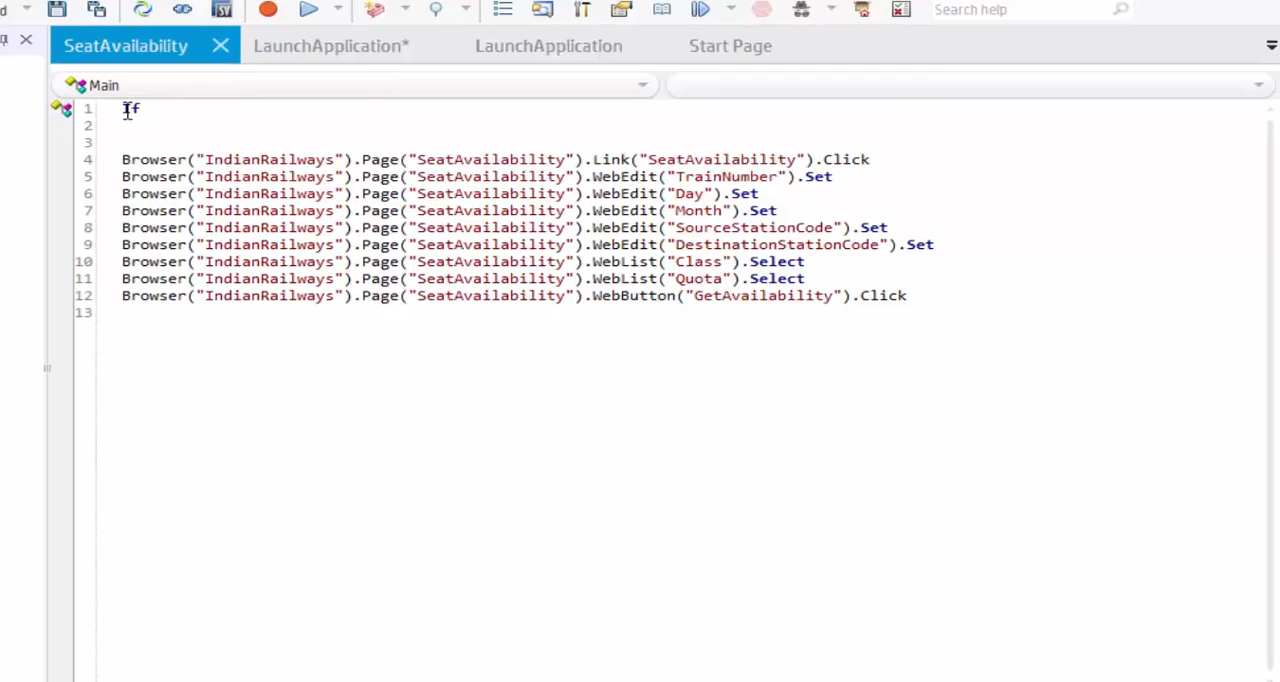 d
SV
Search help
SeatAvailability
LaunchApplication*
LaunchApplication
Start Page
Main
1 If
2
3
4 Browser("IndianRailways").Page("SeatAvailability").Link("SeatAvailability").Click
5 Browser("IndianRailways").Page("SeatAvailability").WebEdit("TrainNumber").Set
6 Browser("IndianRailways").Page("SeatAvailability").WebEdit("Day").Set
7 Browser("IndianRailways").Page("SeatAvailability").WebEdit("Month").Set
8 Browser("IndianRailways").Page("SeatAvailability").WebEdit("SourceStationCode").Set
9 Browser("IndianRailways").Page("SeatAvailability").WebEdit("DestinationStationCode").Set
10 Browser("IndianRailways").Page("SeatAvailability").WebList("Class").Select
11 Browser("IndianRailways").Page("SeatAvailability").WebList("Quota").Select
12 Browser("IndianRailways").Page("SeatAvailability").WebButton("GetAvailability").Click
13